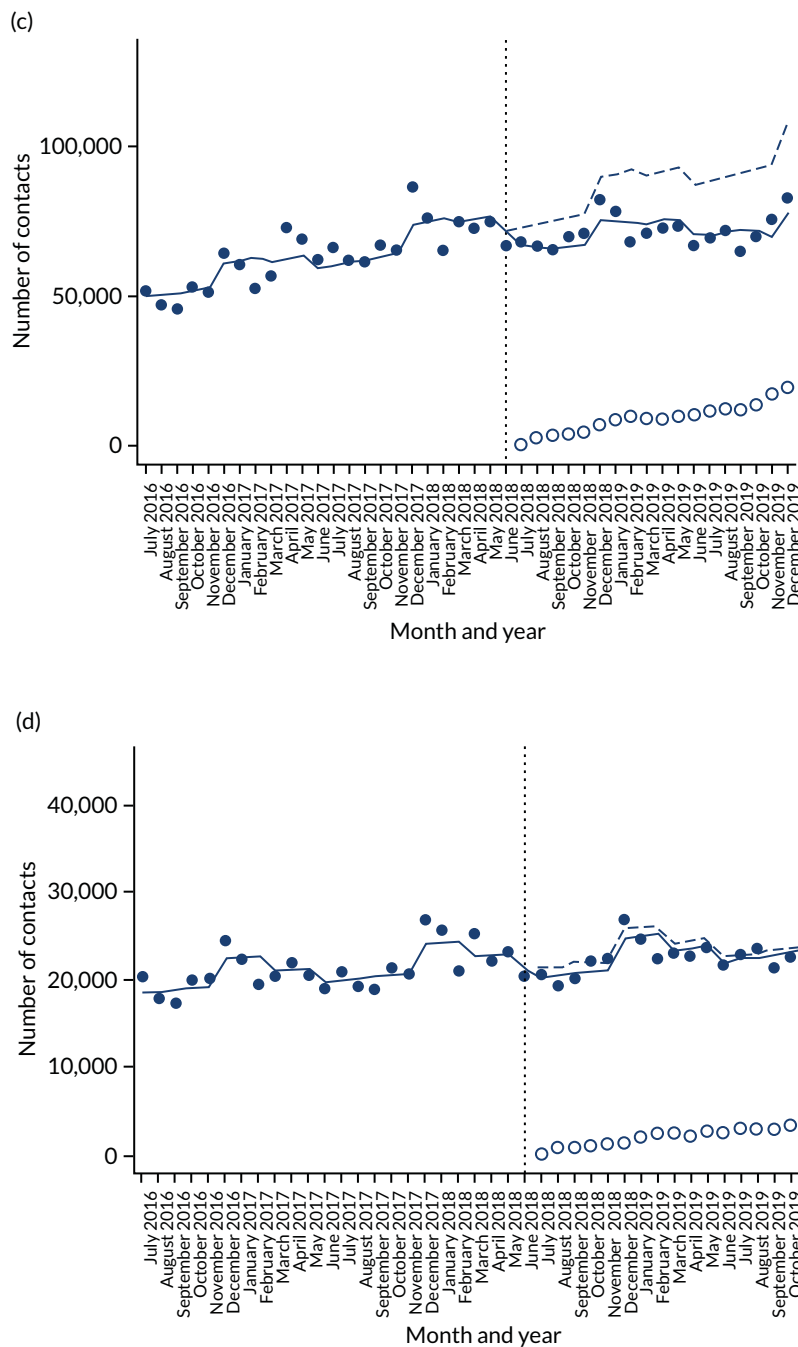 (c)
Number of contacts
100,000
50,000
0
July 2016
August 2016
September 2016
October 2016
November 2016
December 2016
January 2017
February 2017
March 2017
April 2017
May 2017
June 2017
July 2017
August 2017
September 2017
October 2017
November 2017
December 2017
January 2018
February 2018
March 2018
April 2018
May 2018
June 2018
July 2018
August 2018
September 2018
October 2018
November 2018
December 2018
January 2019
February 2019
March 2019
April 2019
May 2019
June 2019
July 2019
August 2019
September 2019
October 2019
November 2019
December 2019
Month and year
(d)
Number of contacts
40,000
30,000
20,000
10,000
0
July 2016
August 2016
September 2016
October 2016
November 2016
December 2016
January 2017
February 2017
March 2017
April 2017
May 2017
June 2017
July 2017
August 2017
September 2017
October 2017
November 2017
December 2017
January 2018
February 2018
March 2018
April 2018
May 2018
June 2018
July 2018
August 2018
September 2018
October 2018
November 2018
December 2018
January 2019
February 2019
March 2019
April 2019
May 2019
June 2019
July 2019
August 2019
September 2019
October 2019
Month and year